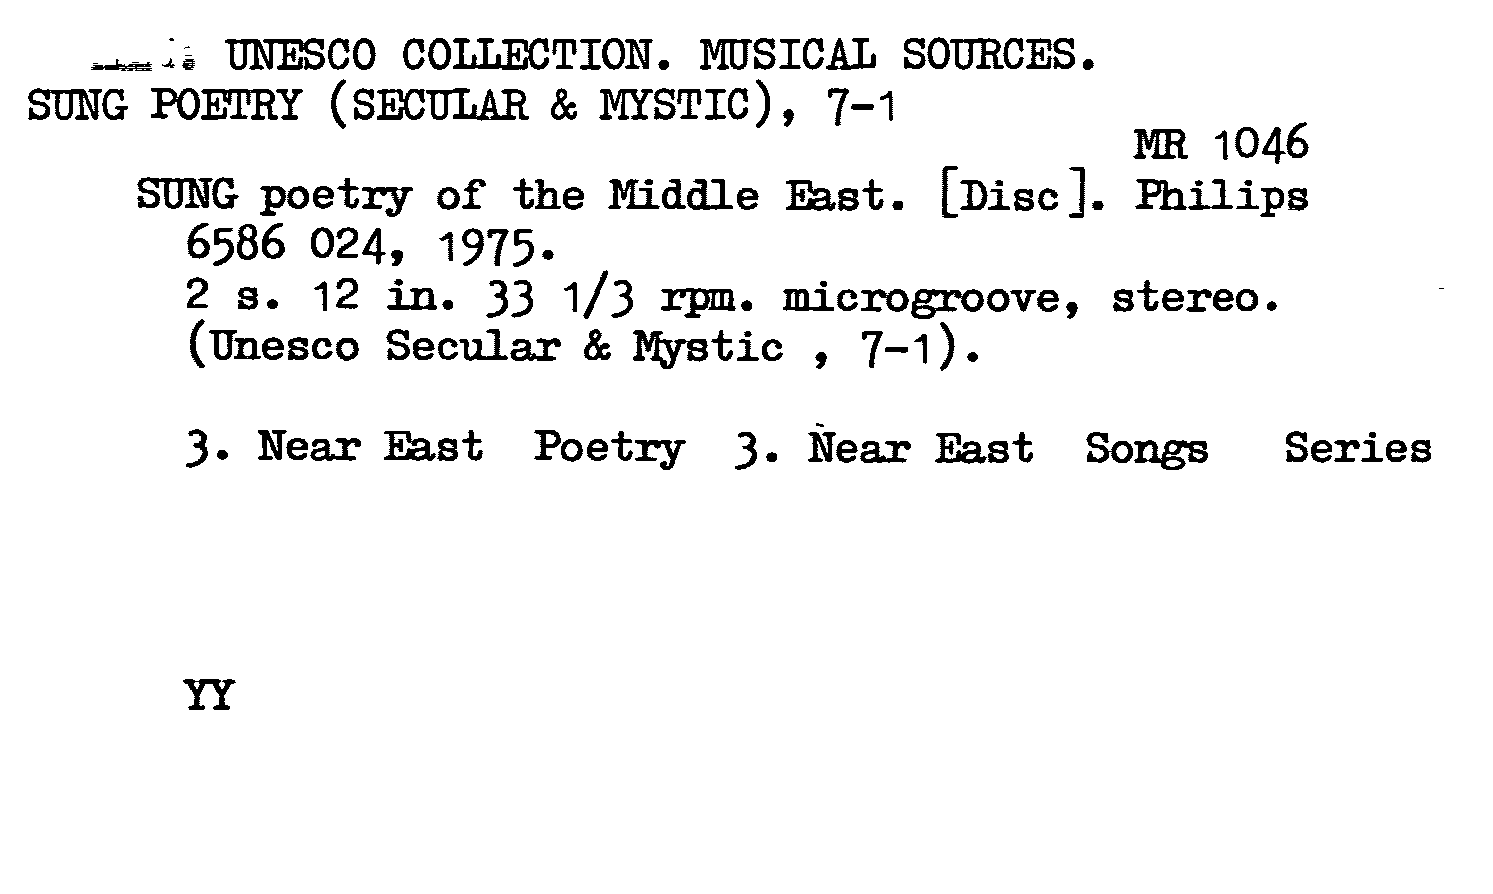 UNESCO COLLECTION. MUSICAL SOURCES.
SUNG POETRY (SECULAR & MYSTIC), 7-1
MR 1046
SUNG poetry of the Middle East. [Disc]. Philips
6586 024, 1975.
2 s. 12 in. 33 1/3 rpm. microgroove, stereo.
(Unesco Secular & Mystic , 7-1).
3. Near East Poetry 3. Near East Songs Series
YY